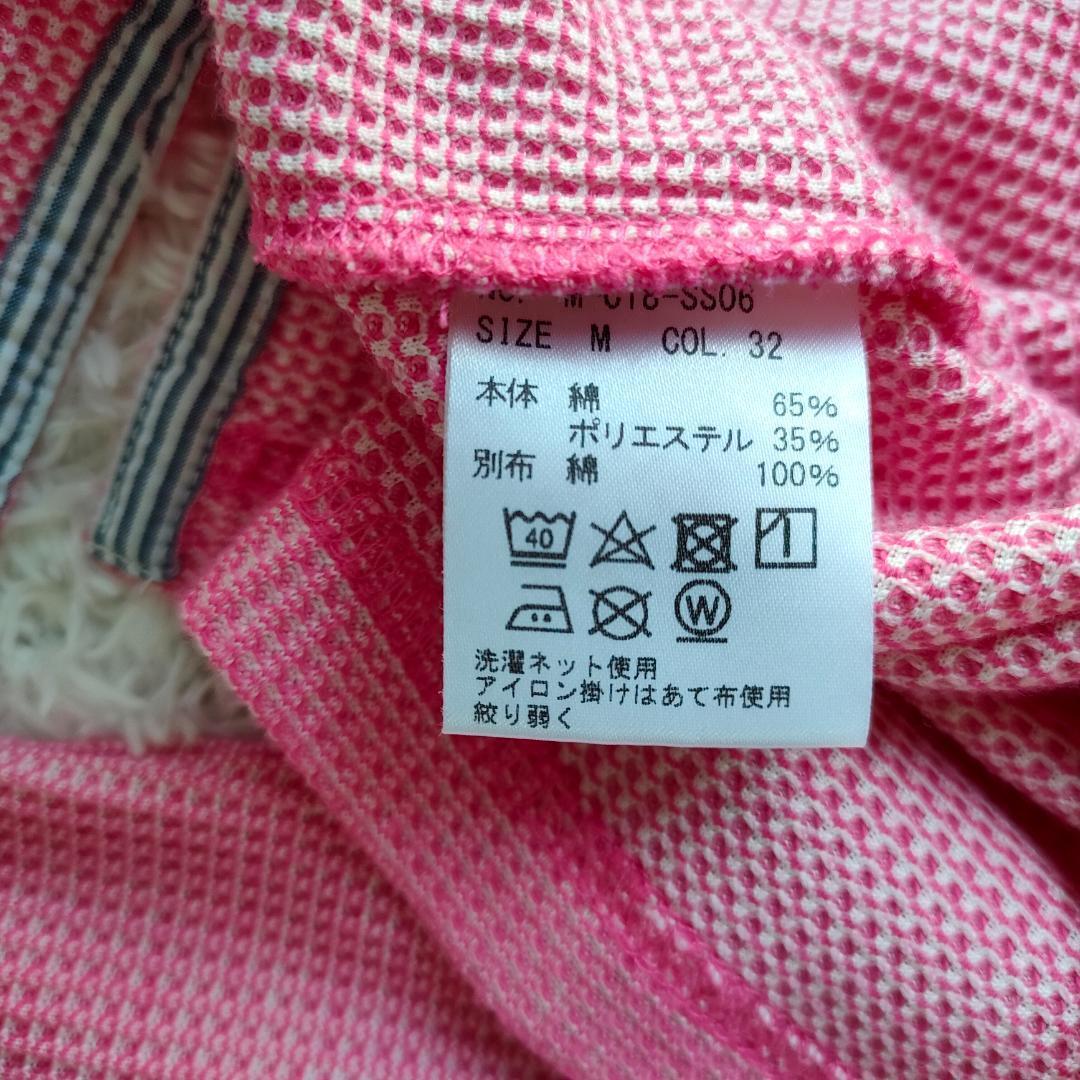 SS06
SIZE M COL. 32
本体 綿 65%
ポリエステル 35%
別布 綿 100%
40
W
洗濯ネット使用
アイロン掛けはあて布使用
絞り弱く